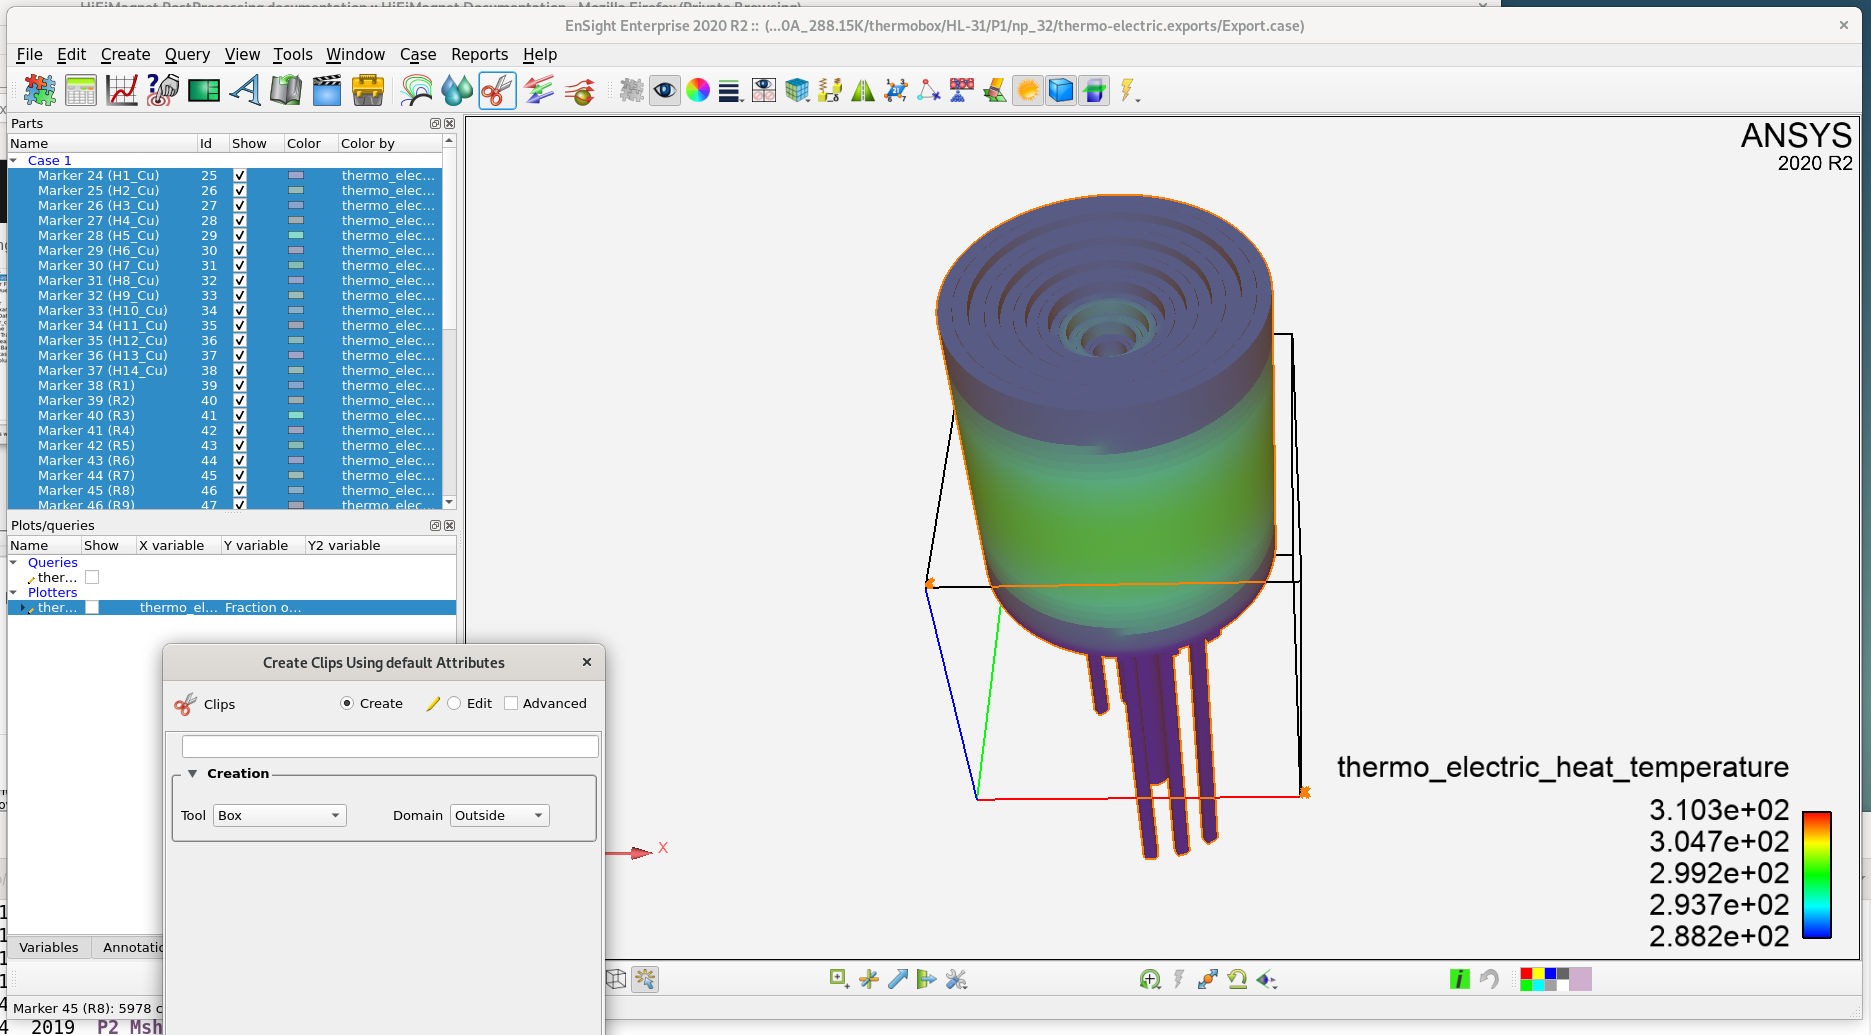 HiFiMagnet PostProcessing documentation × HiFiMagnet Documentation - Mozilla Firefox (Private Browsing)
EnSight Enterprise 2020 R2 :: (...0A_288.15K/thermobox/HL-31/P1/np_32/thermo-electric.exports/Export.case)
File Edit Create Query View Tools Window Case Reports Help
Parts
Name Id Show Color Color by
Case 1
Marker 24 (H1_Cu) 25 thermo_elec...
Marker 25 (H2_Cu) 26 thermo_elec...
Marker 26 (H3_Cu) 27 thermo_elec...
Marker 27 (H4_Cu) 28 thermo_elec...
Marker 28 (H5_Cu) 29 thermo_elec...
Marker 29 (H6_Cu) 30 thermo_elec...
Marker 30 (H7_Cu) 31 thermo_elec...
Marker 31 (H8_Cu) 32 thermo_elec...
Marker 32 (H9_Cu) 33 thermo_elec...
Marker 33 (H10_Cu) 34 thermo_elec...
Marker 34 (H11_Cu) 35 thermo_elec...
Marker 35 (H12_Cu) 36 thermo_elec...
Marker 36 (H13_Cu) 37 thermo_elec...
Marker 37 (H14_Cu) 38 thermo_elec...
Marker 38 (R1) 39 thermo_elec...
Marker 39 (R2) 40 thermo_elec...
Marker 40 (R3) 41 thermo_elec...
Marker 41 (R4) 42 thermo_elec...
Marker 42 (R5) 43 thermo_elec...
Marker 43 (R6) 44 thermo_elec...
Marker 44 (R7) 45 thermo_elec...
Marker 45 (R8) 46 thermo_elec...
Marker 46 (R9) 47 thermo_elec...
Plots/queries
Name Show X variable Y variable Y2 variable
Queries
ther...
Plotters
ther... thermo_el... Fraction o...
Create Clips Using default Attributes
Clips Create Edit Advanced
Creation
Tool Box Domain Outside
Variables Annotatic
Marker 45 (R8): 5978 c
2019 P2 Msh
ANSYS
2020 R2
X
thermo_electric_heat_temperature
3.103e+02
3.047e+02
2.992e+02
2.937e+02
2.882e+02